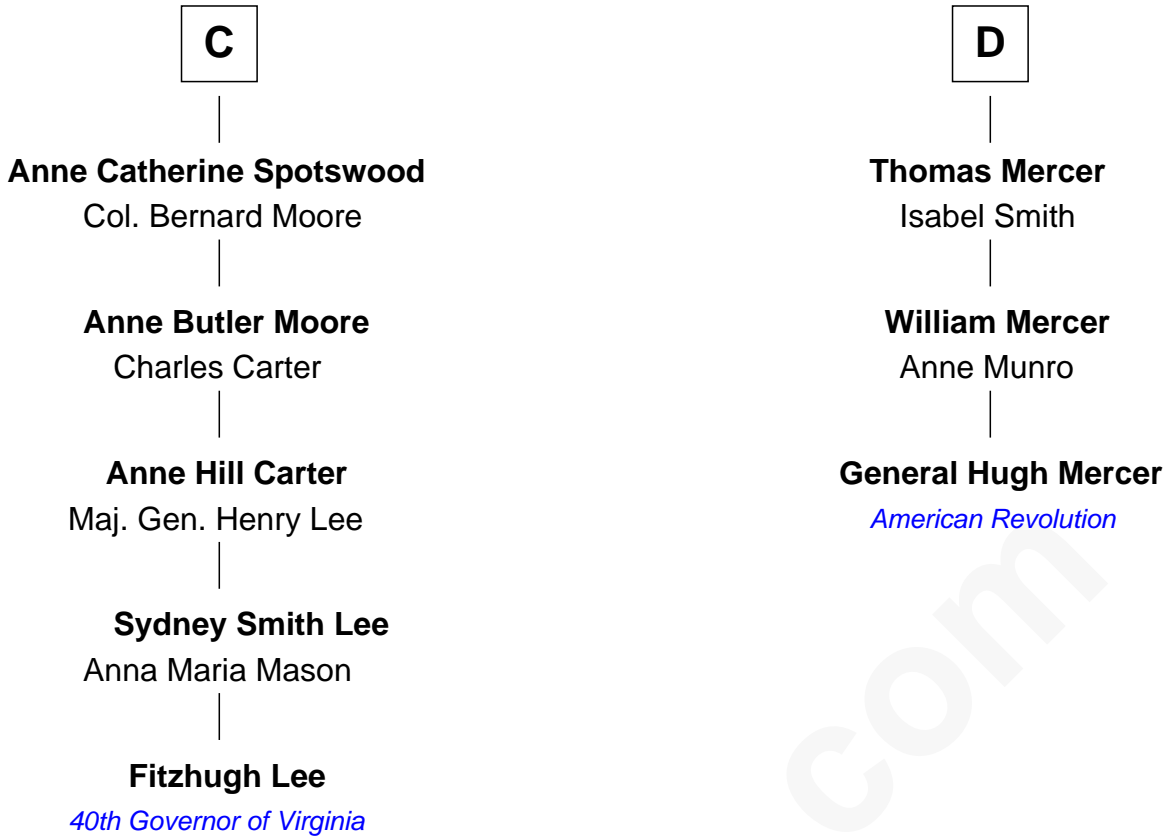 C
Anne Catherine Spotswood
Col. Bernard Moore
Anne Butler Moore
Charles Carter
Anne Hill Carter
Maj. Gen. Henry Lee
Sydney Smith Lee
Anna Maria Mason
Fitzhugh Lee
40th Governor of Virginia
D
Thomas Mercer
Isabel Smith
William Mercer
Anne Munro
General Hugh Mercer
American Revolution
com